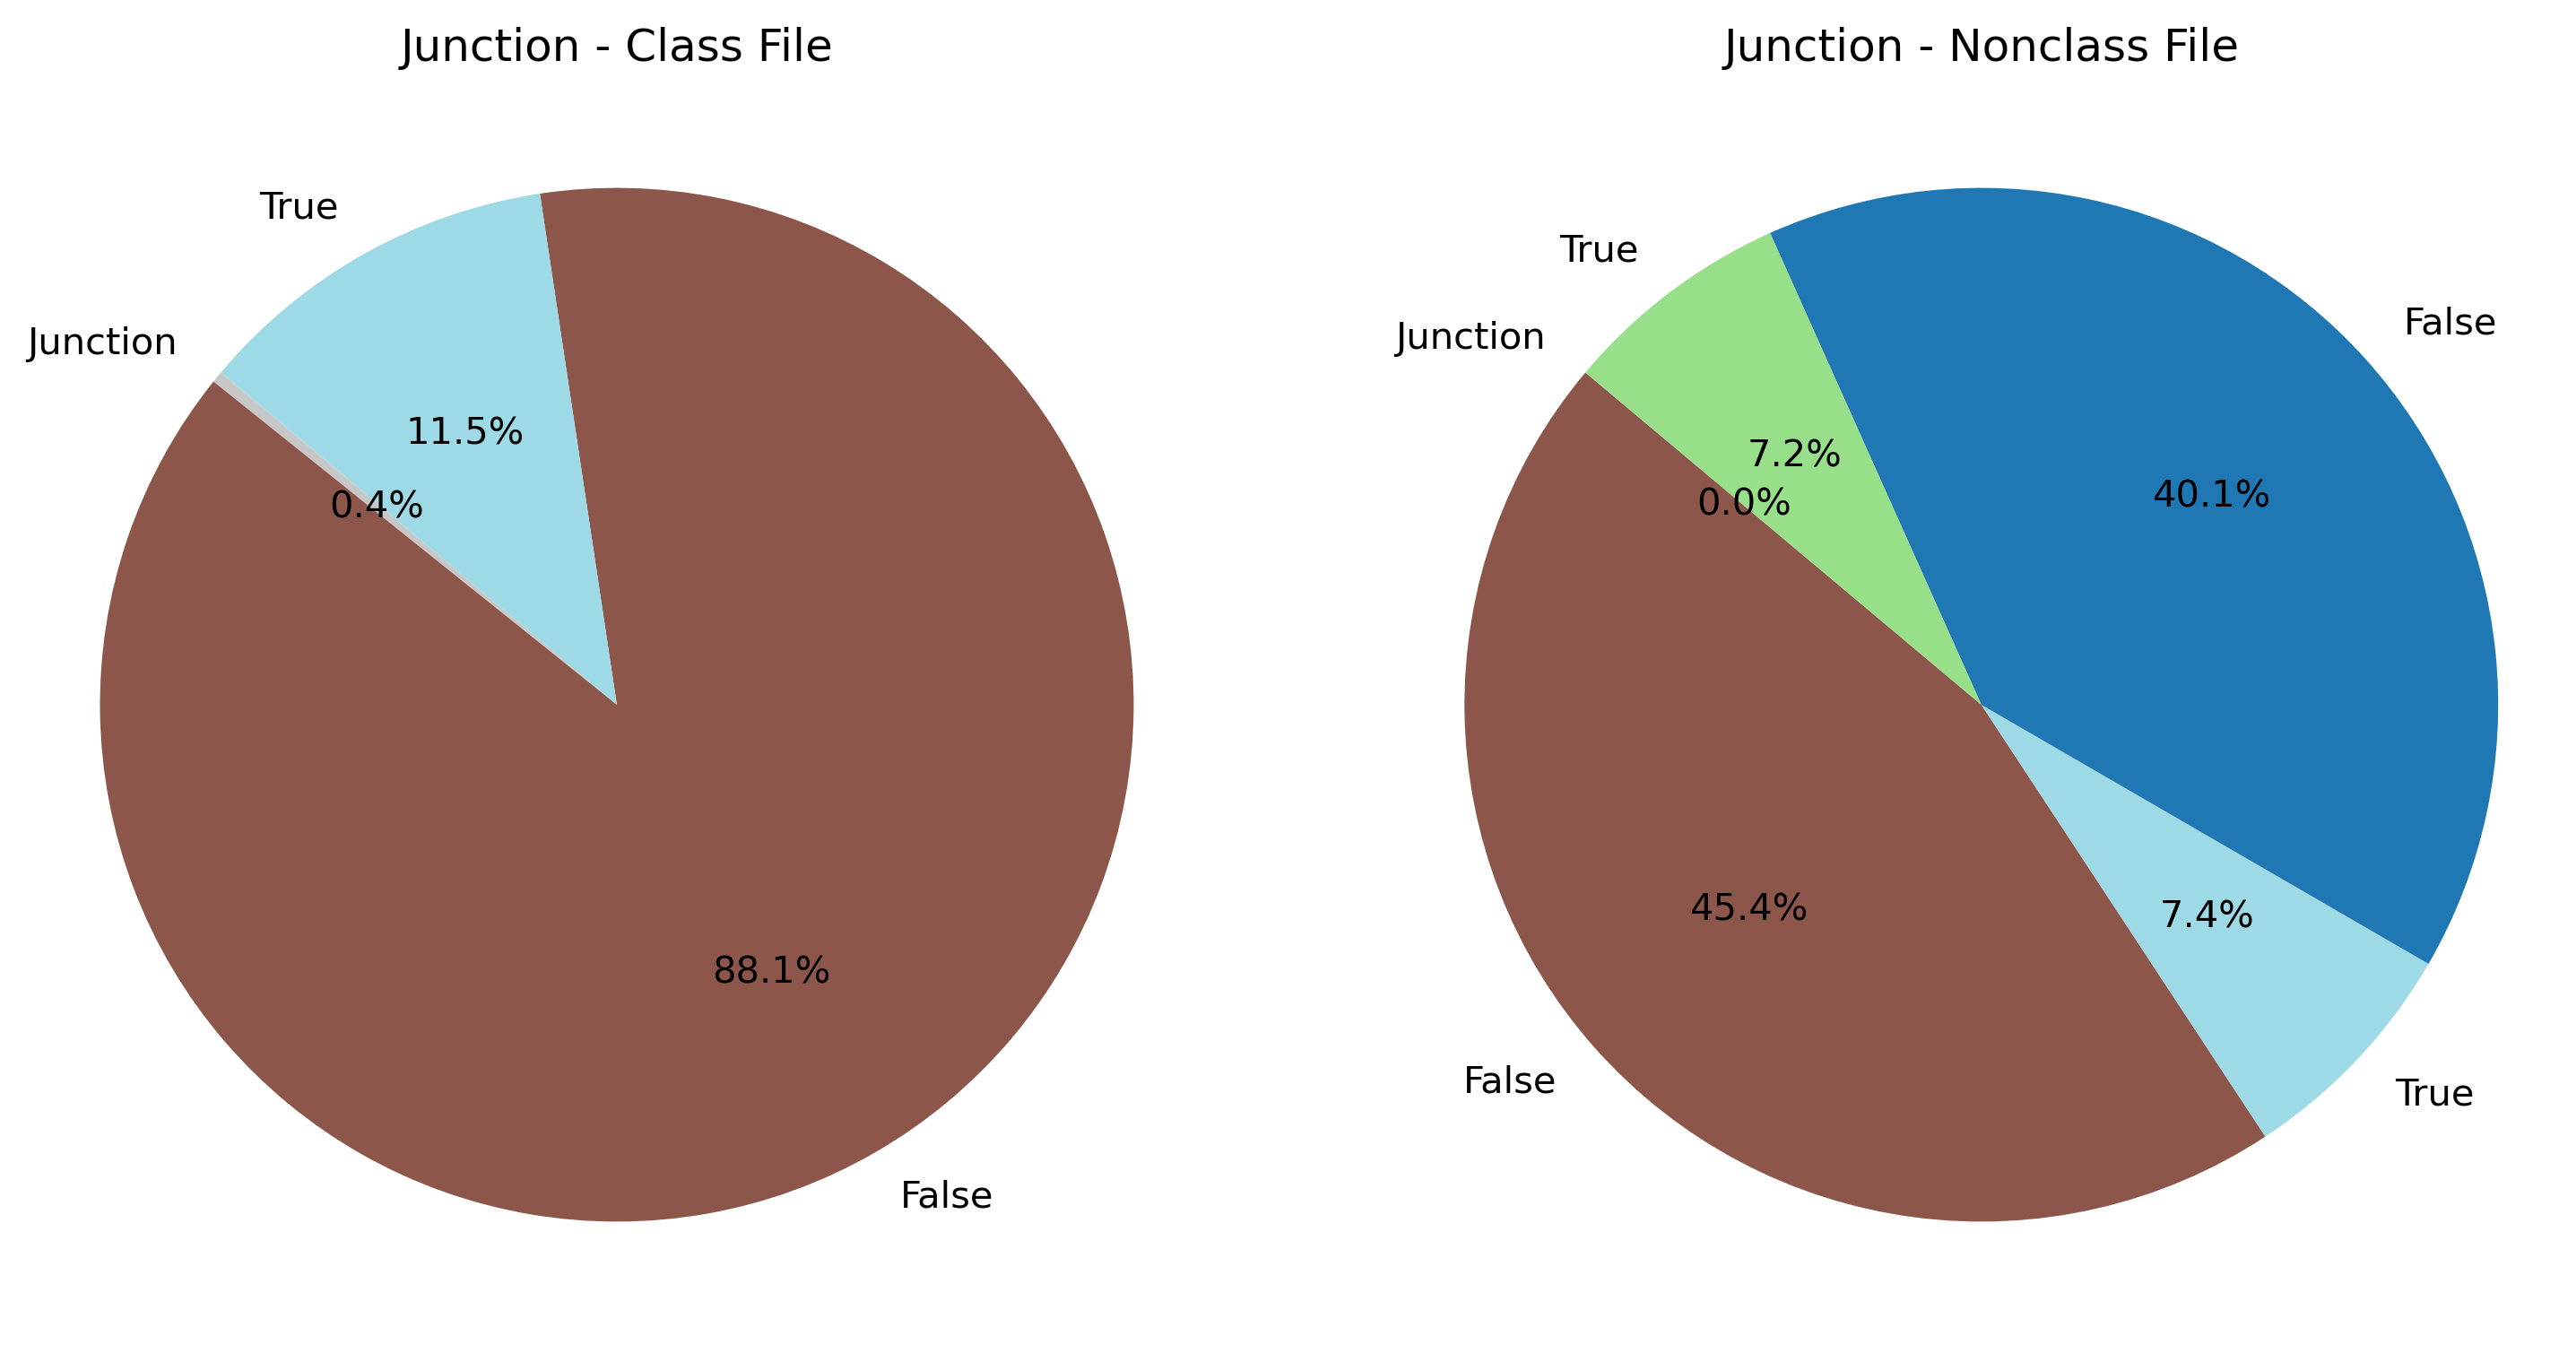 Junction - Class File
True
Junction
11.5%
0.4%
88.1%
False
Junction - Nonclass File
True
False
Junction
7.2%
40.1%
0.0%
45.4%
7.4%
False
True